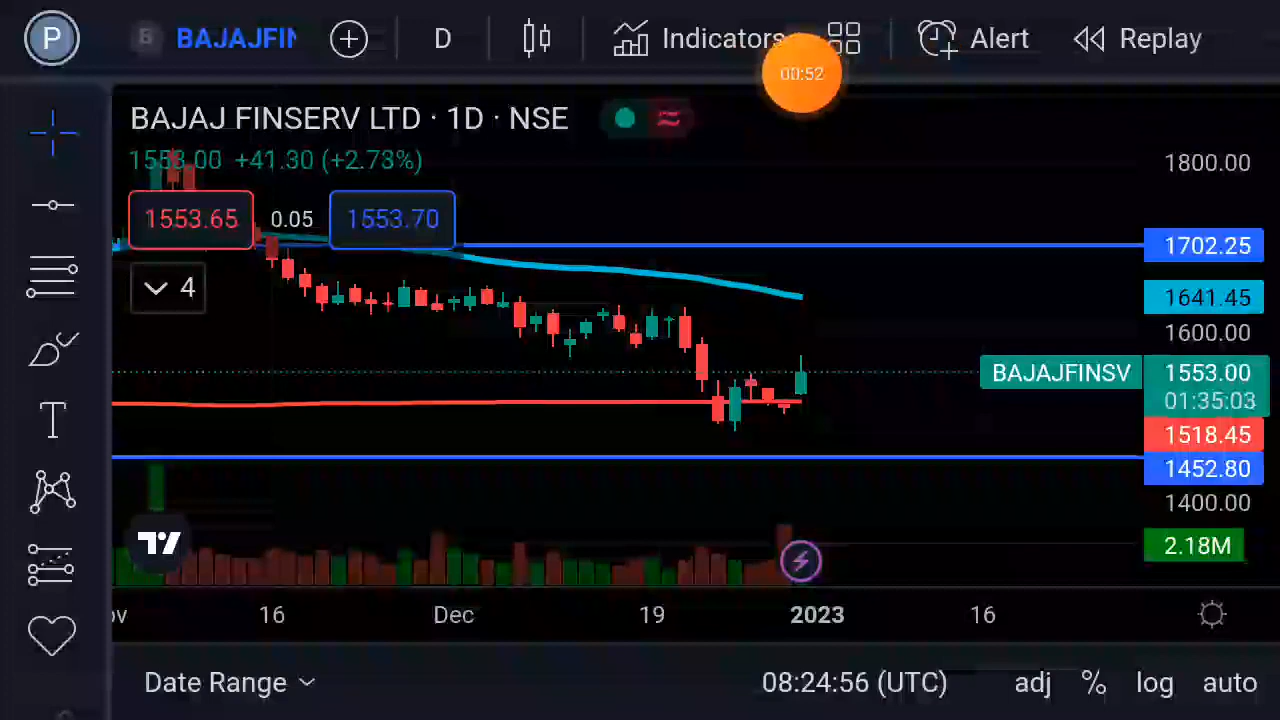 P
B
BAJAJFIN
D
Indicators
00:52
Alert
Replay
BAJAJ FINSERV LTD · 1D · NSE
1553.00 +41.30 (+2.73%)
1553.65
0.05
1553.70
4
1800.00
1702.25
1641.45
1600.00
BAJAJFINSV
1553.00
01:35:03
1518.45
1452.80
1400.00
2.18M
ov
16
Dec
19
2023
16
Date Range
08:24:56 (UTC)
adj
%
log
auto